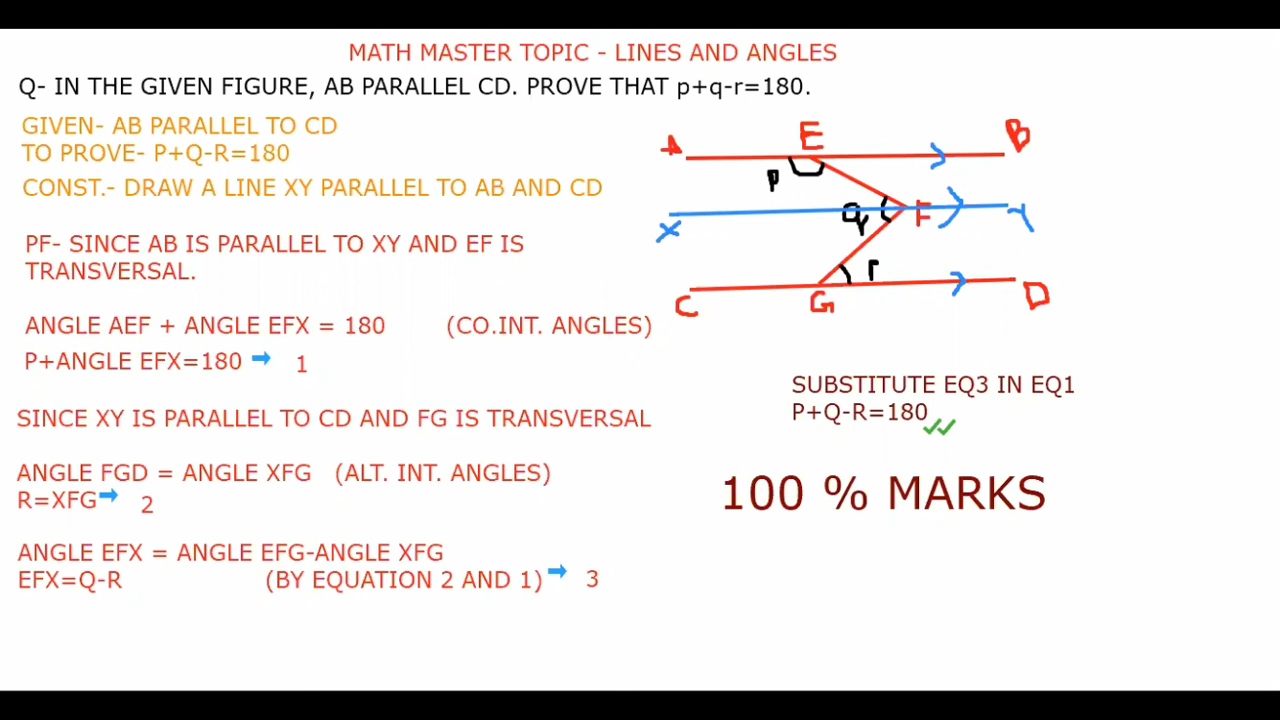 MATH MASTER TOPIC - LINES AND ANGLES
Q- IN THE GIVEN FIGURE, AB PARALLEL CD. PROVE THAT p+q-r=180.
GIVEN- AB PARALLEL TO CD
TO PROVE- P+Q-R=180
CONST.- DRAW A LINE XY PARALLEL TO AB AND CD
PF- SINCE AB IS PARALLEL TO XY AND EF IS
TRANSVERSAL.
ANGLE AEF + ANGLE EFX = 180 (CO.INT. ANGLES)
P+ANGLE EFX=180 ➡ 1
SINCE XY IS PARALLEL TO CD AND FG IS TRANSVERSAL
ANGLE FGD = ANGLE XFG (ALT. INT. ANGLES)
R=XFG ➡ 2
ANGLE EFX = ANGLE EFG-ANGLE XFG
EFX=Q-R (BY EQUATION 2 AND 1) ➡ 3
A E B
P
X q F Y
r
C G D
SUBSTITUTE EQ3 IN EQ1
P+Q-R=180
100 % MARKS